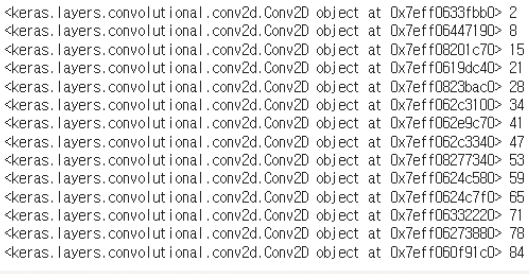 <keras.layers.convolutional.conv2d.Conv2D object at 0x7eff0633fbb0> 2
<keras.layers.convolutional.conv2d.Conv2D object at 0x7eff06447190> 8
<keras.layers.convolutional.conv2d.Conv2D object at 0x7eff08201c70> 15
<keras.layers.convolutional.conv2d.Conv2D object at 0x7eff0619dc40> 21
<keras.layers.convolutional.conv2d.Conv2D object at 0x7eff0823bac0> 28
<keras.layers.convolutional.conv2d.Conv2D object at 0x7eff062c3100> 34
<keras.layers.convolutional.conv2d.Conv2D object at 0x7eff062e9c70> 41
<keras.layers.convolutional.conv2d.Conv2D object at 0x7eff062c3340> 47
<keras.layers.convolutional.conv2d.Conv2D object at 0x7eff08277340> 53
<keras.layers.convolutional.conv2d.Conv2D object at 0x7eff0624c580> 59
<keras.layers.convolutional.conv2d.Conv2D object at 0x7eff0624c7f0> 65
<keras.layers.convolutional.conv2d.Conv2D object at 0x7eff06332220> 71
<keras.layers.convolutional.conv2d.Conv2D object at 0x7eff06273880> 78
<keras.layers.convolutional.conv2d.Conv2D object at 0x7eff060f91c0> 84